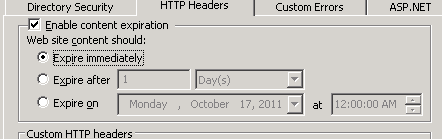 Directory Security HTTP Headers Custom Errors ASP.NET
Enable content expiration
Web site content should:
Expire immediately
Expire after 1 Day(s)
Expire on Monday , October 17, 2011 at 12:00:00 AM
Custom HTTP headers